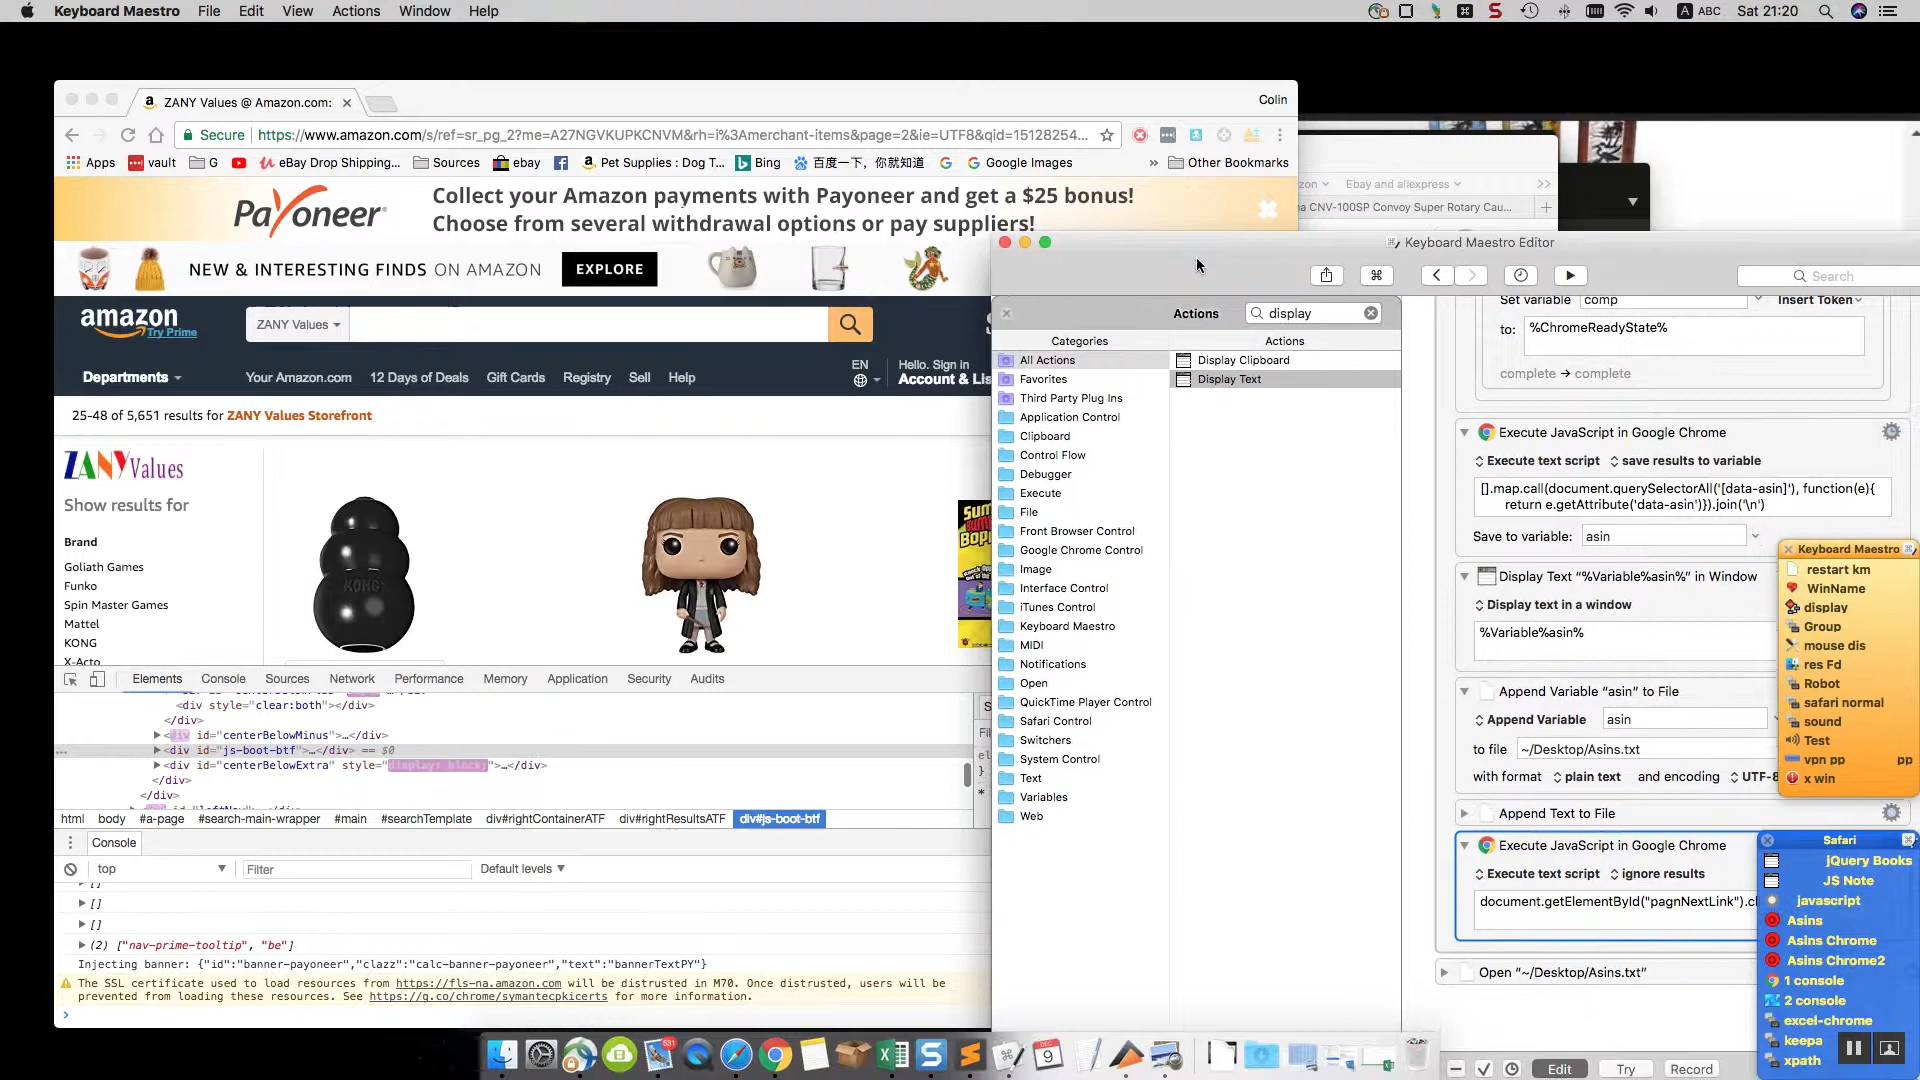 Keyboard Maestro File Edit View Actions Window Help
ABC Sat 21:20
ZANY Values @ Amazon.com:
Colin
Secure https://www.amazon.com/s/ref=sr_pg_2?me=A27NGVKUPKCNVM&rh=i%3Amerchant-items&page=2&ie=UTF8&qid=15128254...
Apps vault G eBay Drop Shipping... Sources ebay Pet Supplies : Dog T... Bing 百度一下，你就知道 Google Images » Other Bookmarks
Payoneer
Collect your Amazon payments with Payoneer and get a $25 bonus!
Choose from several withdrawal options or pay suppliers!
NEW & INTERESTING FINDS ON AMAZON EXPLORE
amazon
Try Prime
ZANY Values
EN Hello. Sign in
Departments Your Amazon.com 12 Days of Deals Gift Cards Registry Sell Help Account & Lis
25-48 of 5,651 results for ZANY Values Storefront
ZANY Values
Show results for
Brand
Goliath Games
Funko
Spin Master Games
Mattel
KONG
X-Acto
KONG
Elements Console Sources Network Performance Memory Application Security Audits
<div style="clear:both"></div>
</div>
<div id="centerBelowMinus">…</div>
<div id="js-boot-btf">…</div> == $0
<div id="centerBelowExtra" style="display: block;">…</div>
</div>
</div>
html body #a-page #search-main-wrapper #main #searchTemplate div#rightContainerATF div#rightResultsATF div#js-boot-btf
Console
top Filter Default levels
[]
[]
[]
(2) ["nav-prime-tooltip", "be"]
Injecting banner: {"id":"banner-payoneer","clazz":"calc-banner-payoneer","text":"bannerTextPY"}
The SSL certificate used to load resources from https://fls-na.amazon.com will be distrusted in M70. Once distrusted, users will be
prevented from loading these resources. See https://g.co/chrome/symantecpkicerts for more information.
zon Ebay and aliexpress
a CNV-100SP Convoy Super Rotary Cau...
Keyboard Maestro Editor
Search
Actions display
Categories Actions
All Actions
Favorites
Third Party Plug Ins
Application Control
Clipboard
Control Flow
Debugger
Execute
File
Front Browser Control
Google Chrome Control
Image
Interface Control
iTunes Control
Keyboard Maestro
MIDI
Notifications
Open
QuickTime Player Control
Safari Control
Switchers
System Control
Text
Variables
Web
Display Clipboard
Display Text
Set variable comp Insert Token
to: %ChromeReadyState%
complete → complete
Execute JavaScript in Google Chrome
Execute text script save results to variable
[].map.call(document.querySelectorAll('[data-asin]'), function(e){
return e.getAttribute('data-asin')}).join('\n')
Save to variable: asin
Display Text "%Variable%asin%" in Window
Display text in a window
%Variable%asin%
Append Variable "asin" to File
Append Variable asin
to file ~/Desktop/Asins.txt
with format plain text and encoding UTF-8
Append Text to File
Execute JavaScript in Google Chrome
Execute text script ignore results
document.getElementById("pagnNextLink").cl
Open "~/Desktop/Asins.txt"
Edit Try Record
Keyboard Maestro
restart km
WinName
display
Group
mouse dis
res Fd
Robot
safari normal
sound
Test
vpn pp pp
x win
Safari
jQuery Books
JS Note
javascript
Asins
Asins Chrome
Asins Chrome2
1 console
2 console
excel-chrome
keepa
xpath
531
DEC
9